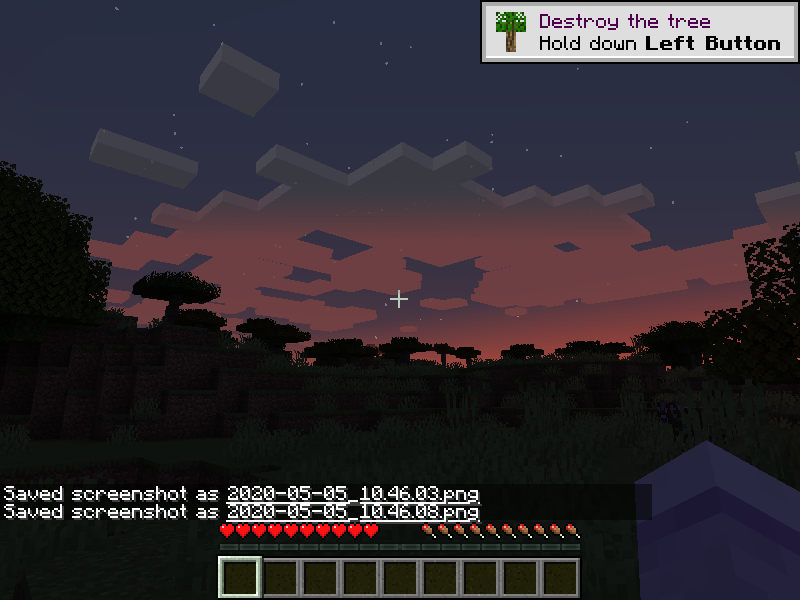 Destroy the tree
Hold down Left Button
Saved screenshot as 2020-05-05_10.46.03.png
Saved screenshot as 2020-05-05_10.46.08.png